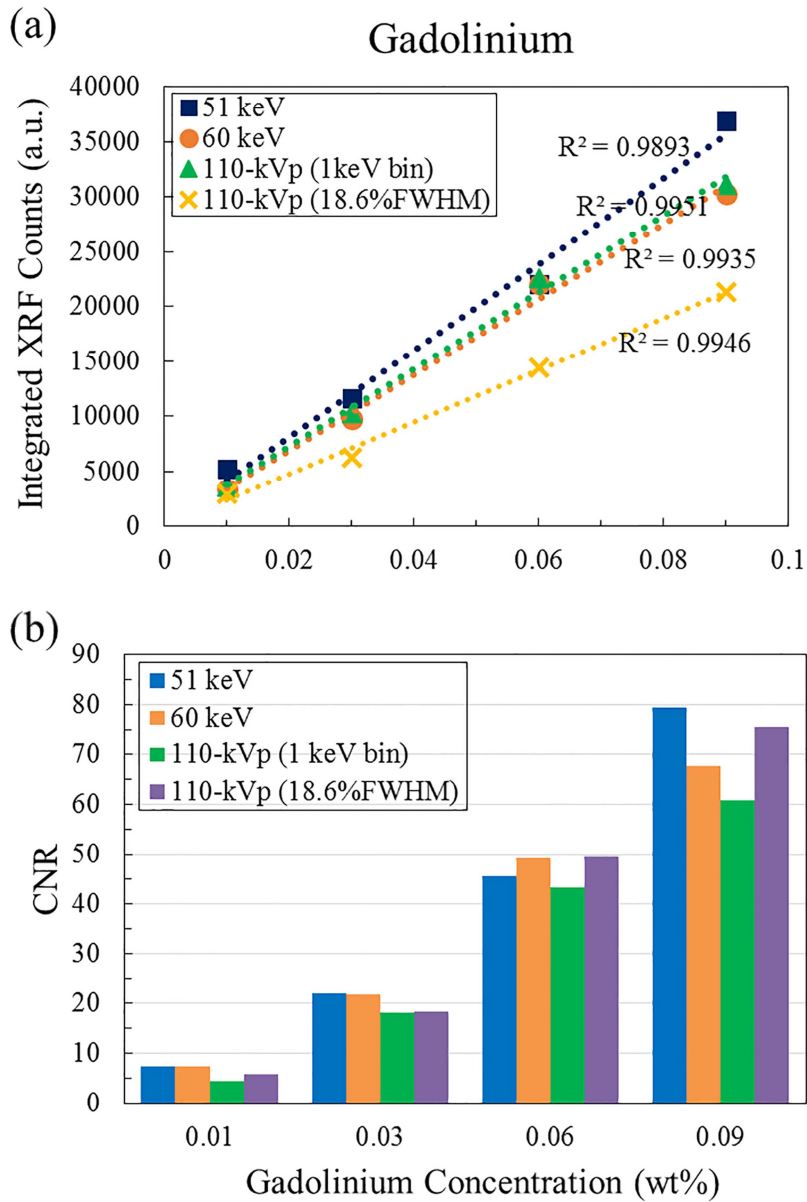 (a)
Gadolinium
Integrated XRF Counts (a.u.)
40000
35000
30000
25000
20000
15000
10000
5000
0
51 keV
60 keV
110-kVp (1keV bin)
110-kVp (18.6%FWHM)
R² = 0.9893
R² = 0.9951
R² = 0.9935
R² = 0.9946
0 0.02 0.04 0.06 0.08 0.1
(b)
CNR
90
80
70
60
50
40
30
20
10
0
51 keV
60 keV
110-kVp (1 keV bin)
110-kVp (18.6%FWHM)
0.01 0.03 0.06 0.09
Gadolinium Concentration (wt%)